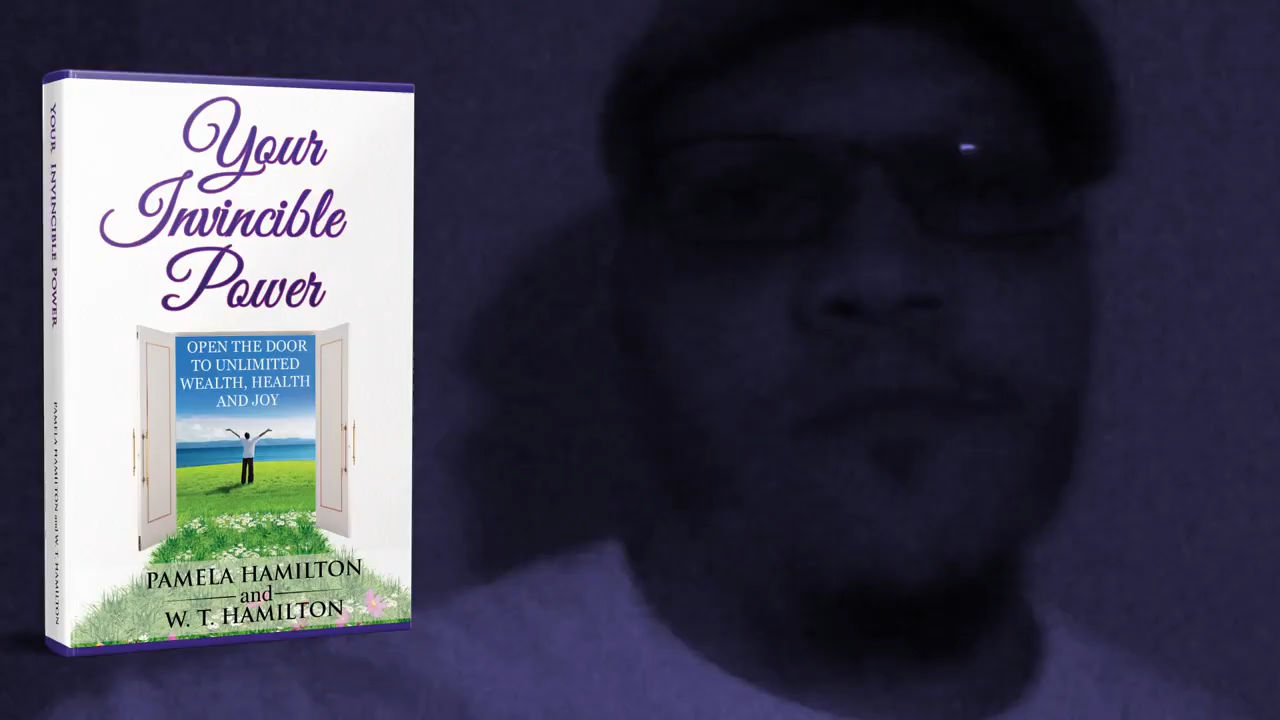 Your
Invincible
Power
OPEN THE DOOR
TO UNLIMITED
WEALTH, HEALTH
AND JOY
PAMELA HAMILTON
and
W. T. HAMILTON
YOUR INVINCIBLE POWER
PAMELA HAMILTON and W. T. HAMILTON